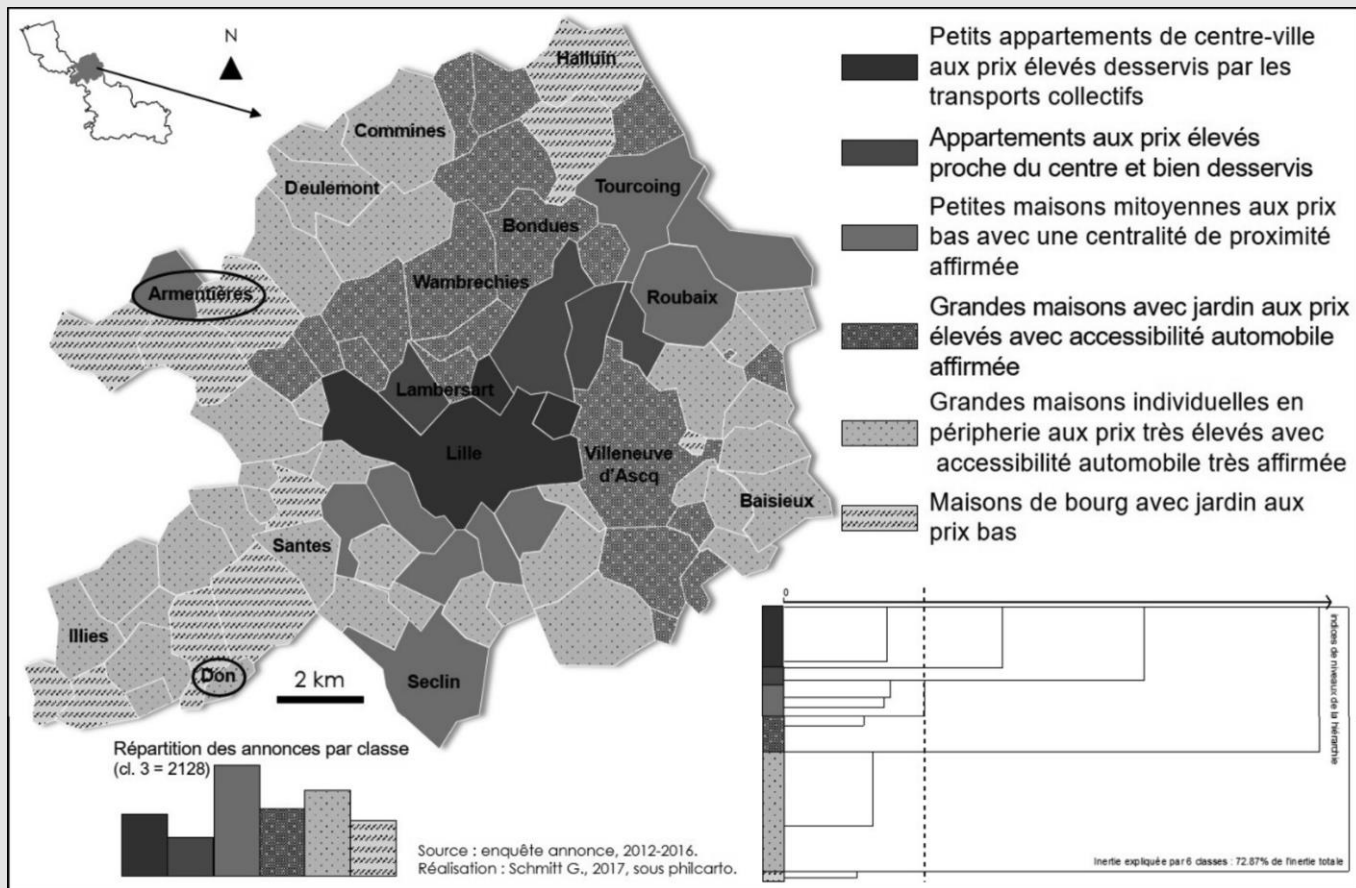 N
Halluin
Commines
Deulemont
Tourcoing
Bondues
Wambrechies
Armentières
Roubaix
Lambersart
Lille
Villeneuve
d'Ascq
Baisieux
Santes
Illies
Don
Seclin
2 km
Petits appartements de centre-ville
aux prix élevés desservis par les
transports collectifs
Appartements aux prix élevés
proche du centre et bien desservis
Petites maisons mitoyennes aux prix
bas avec une centralité de proximité
affirmée
Grandes maisons avec jardin aux prix
élevés avec accessibilité automobile
affirmée
Grandes maisons individuelles en
péripherie aux prix très élevés avec
accessibilité automobile très affirmée
Maisons de bourg avec jardin aux
prix bas
0
indices de niveaux de la hiérarchie
Inertie expliquée par 6 classes : 72.87% de l'inertie totale
Répartition des annonces par classe
(cl. 3 = 2128)
Source : enquête annonce, 2012-2016.
Réalisation : Schmitt G., 2017, sous philcarto.